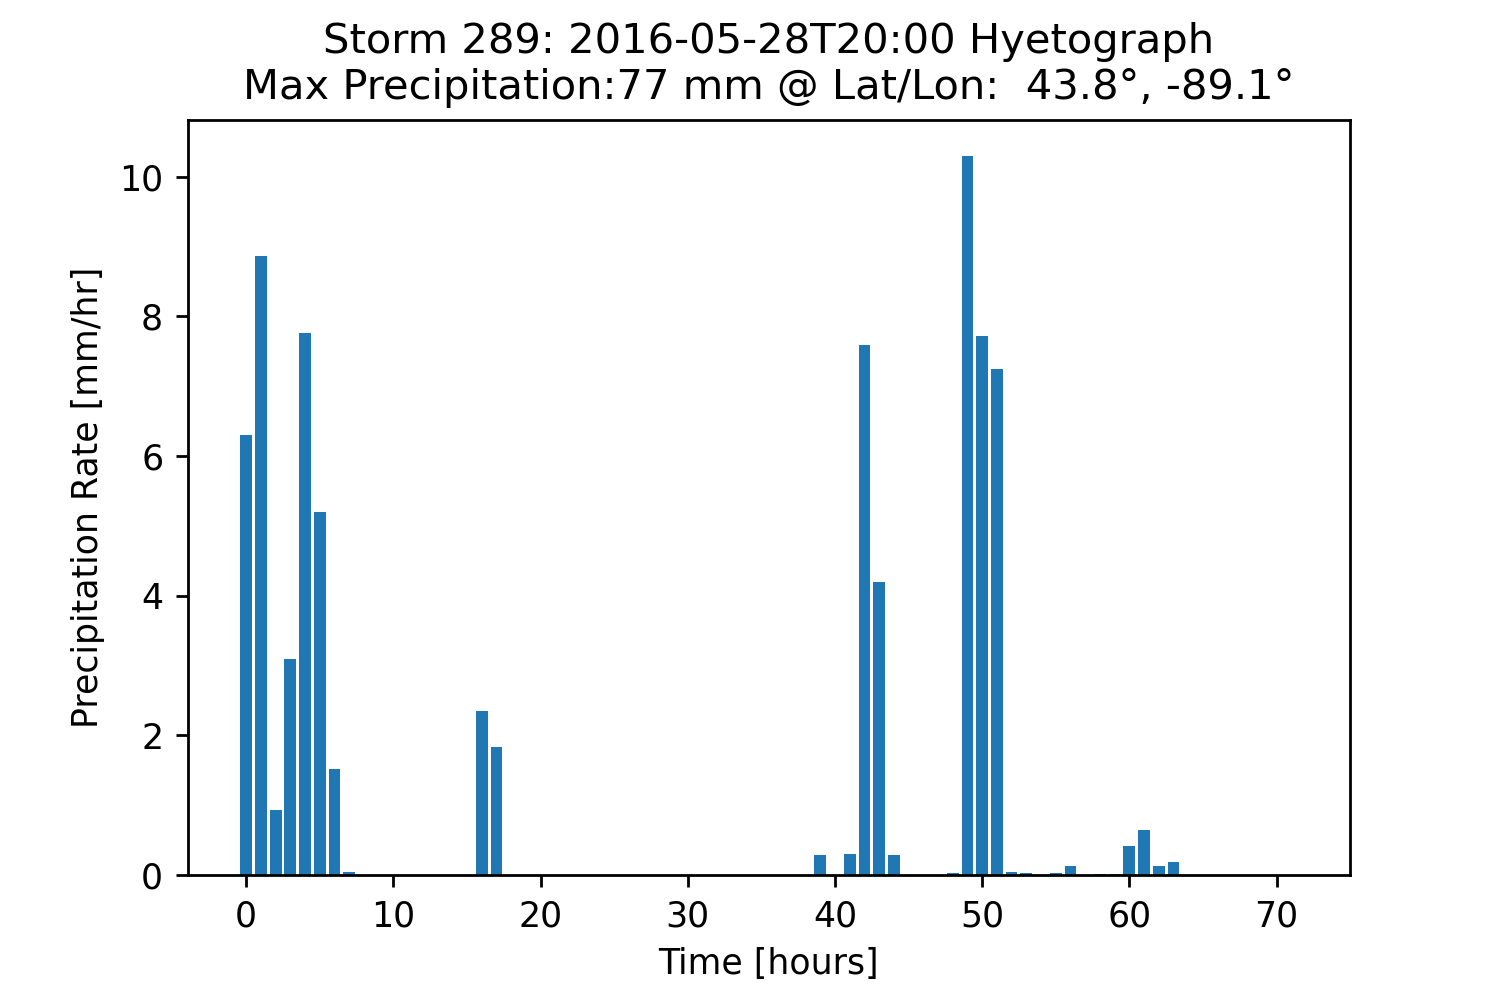 Storm 289: 2016-05-28T20:00 Hyetograph
Max Precipitation:77 mm @ Lat/Lon:  43.8°, -89.1°
Precipitation Rate [mm/hr]
10
8
6
4
2
0
0 10 20 30 40 50 60 70
Time [hours]